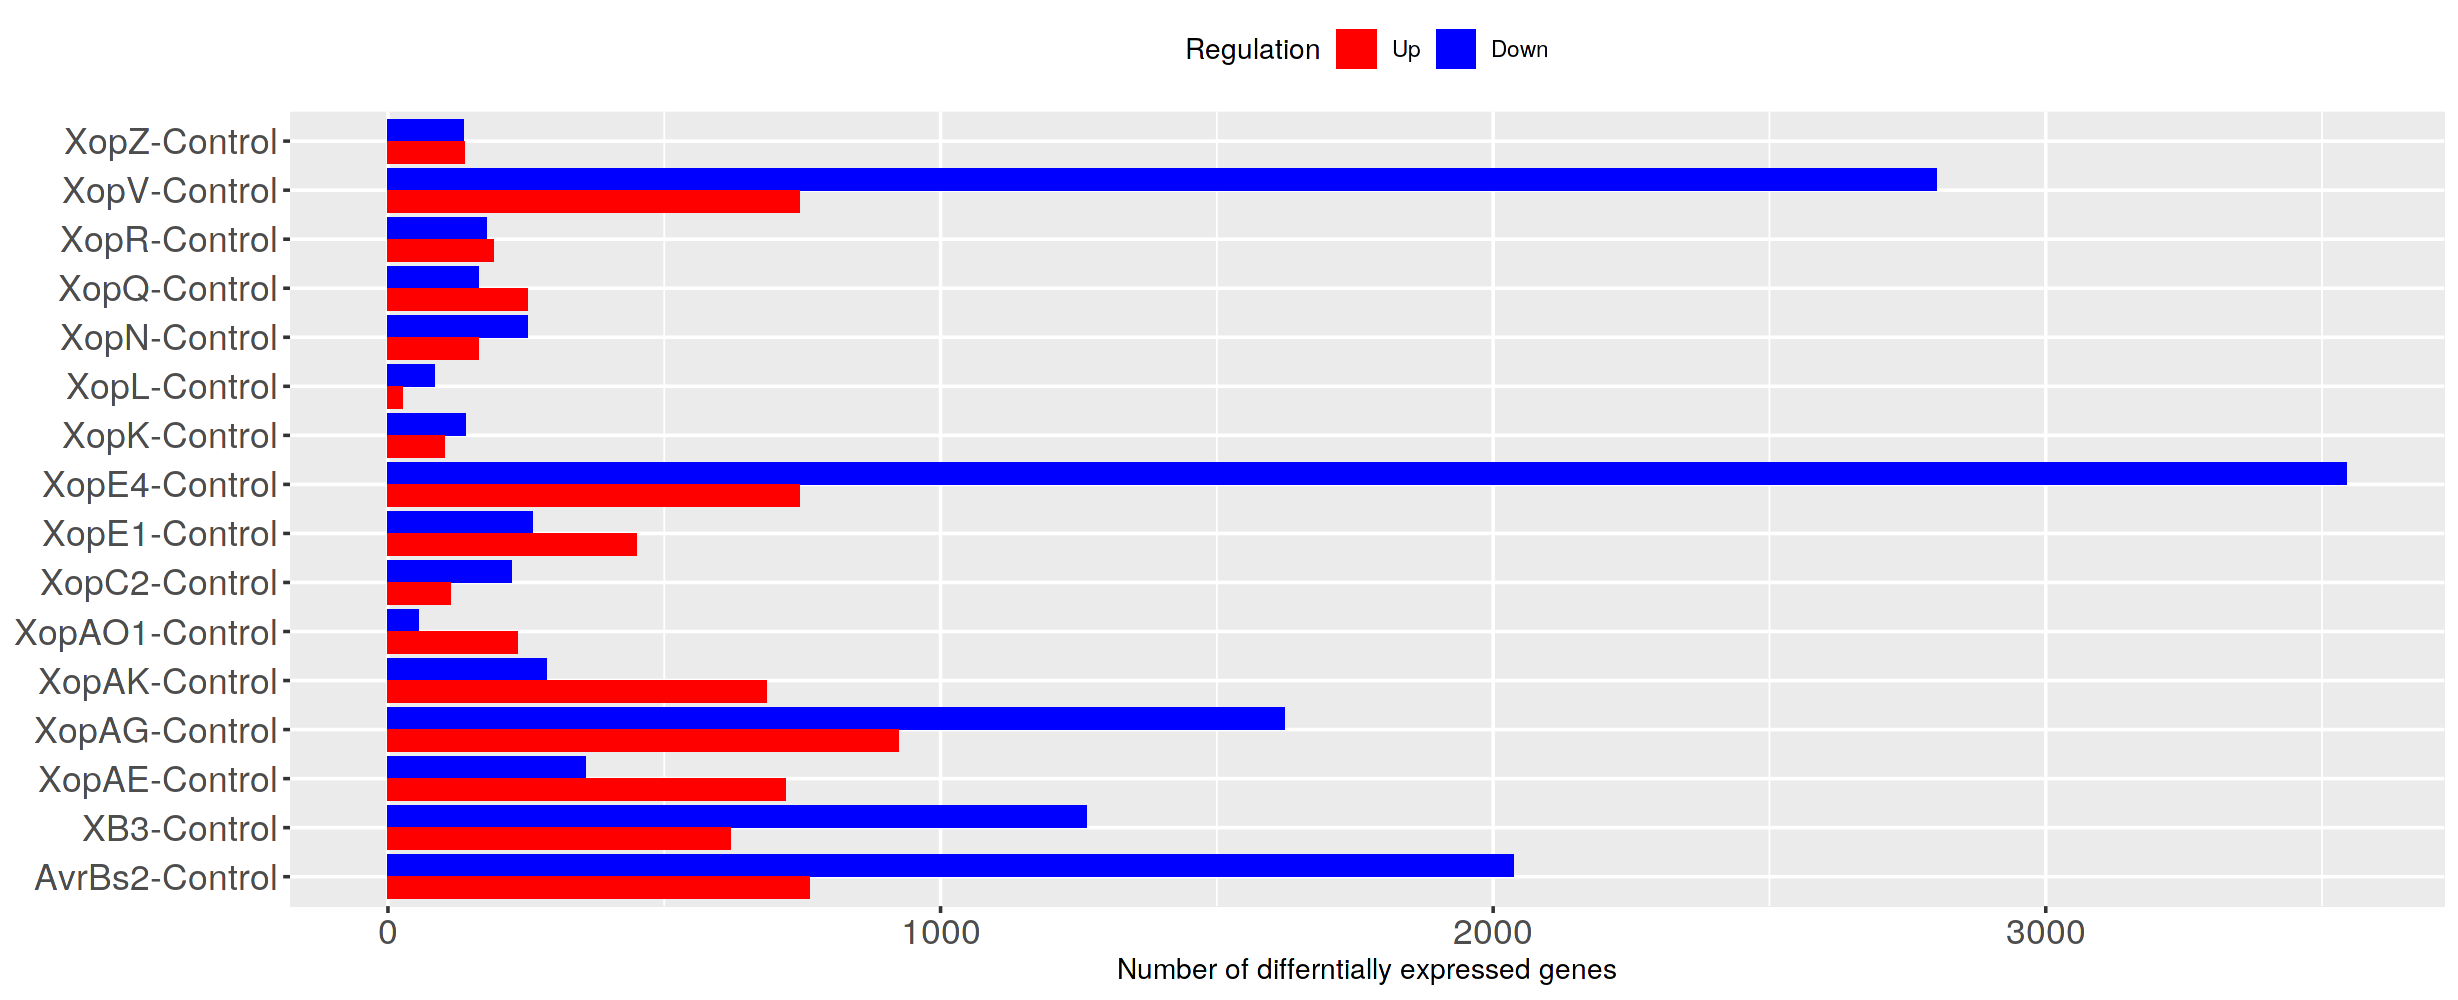 Regulation Up Down
XopZ-Control
XopV-Control
XopR-Control
XopQ-Control
XopN-Control
XopL-Control
XopK-Control
XopE4-Control
XopE1-Control
XopC2-Control
XopAO1-Control
XopAK-Control
XopAG-Control
XopAE-Control
XB3-Control
AvrBs2-Control
0 1000 2000 3000
Number of differntially expressed genes